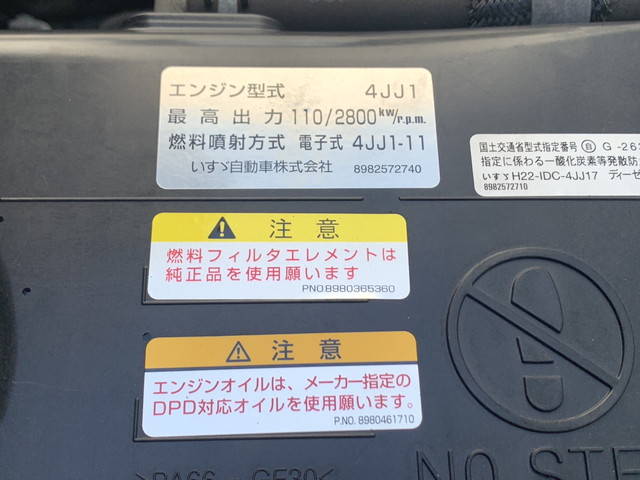 エンジン型式 4JJ1
最高出力 110/2800kw/r.p.m.
燃料噴射方式 電子式 4JJ1-11
いすゞ自動車株式会社 8982572740
国土交通省型式指定番号 自 G-262
指定に係わる一酸化炭素等発散防
いすゞH22-IDC-4JJ17 ディーゼ
8982572710
注意
燃料フィルタエレメントは
純正品を使用願います
PNO.8980365360
注意
エンジンオイルは、メーカー指定の
DPD対応オイルを使用願います。
P.NO. 8980461710
>PA66-GF30<
NO STE